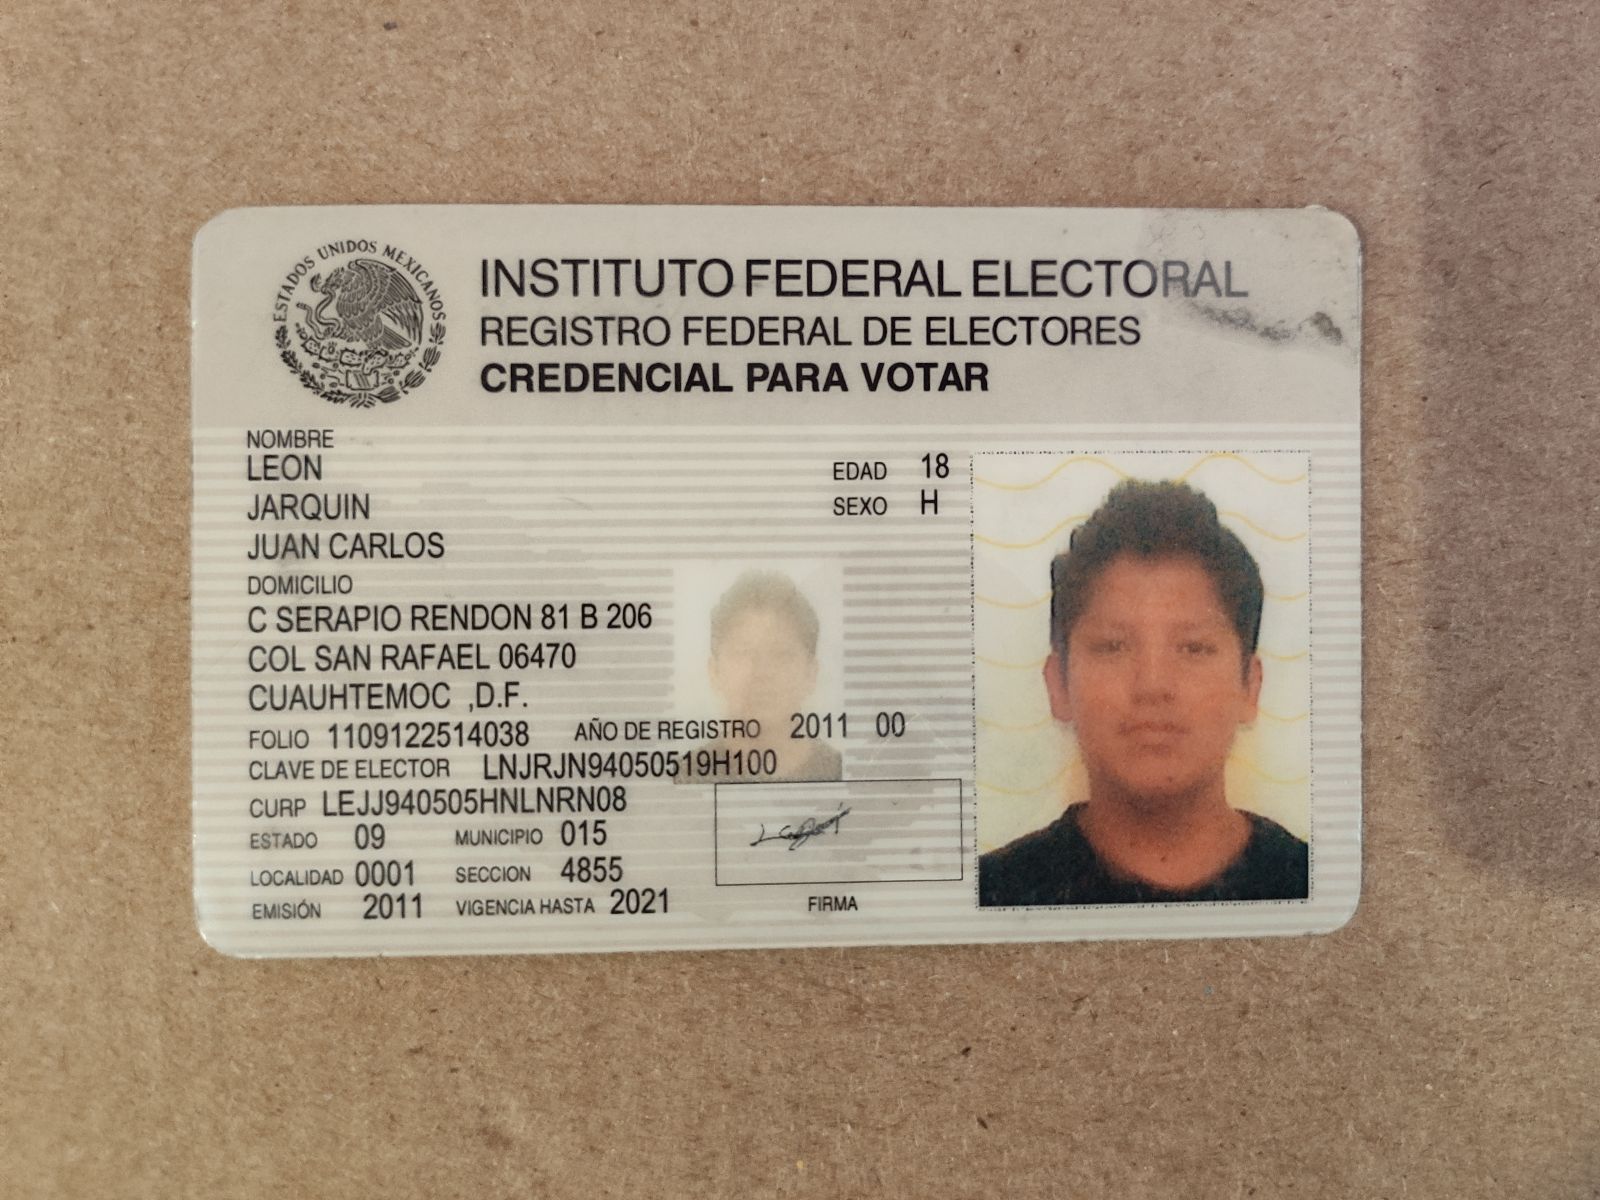 ESTADOS UNIDOS MEXICANOS
INSTITUTO FEDERAL ELECTORAL
REGISTRO FEDERAL DE ELECTORES
CREDENCIAL PARA VOTAR
NOMBRE
LEON
JARQUIN
JUAN CARLOS
EDAD 18
SEXO H
DOMICILIO
C SERAPIO RENDON 81 B 206
COL SAN RAFAEL 06470
CUAUHTEMOC ,D.F.
FOLIO 1109122514038 AÑO DE REGISTRO 2011 00
CLAVE DE ELECTOR LNJRJN94050519H100
CURP LEJJ940505HNLNRN08
ESTADO 09 MUNICIPIO 015
LOCALIDAD 0001 SECCION 4855
EMISIÓN 2011 VIGENCIA HASTA 2021
FIRMA